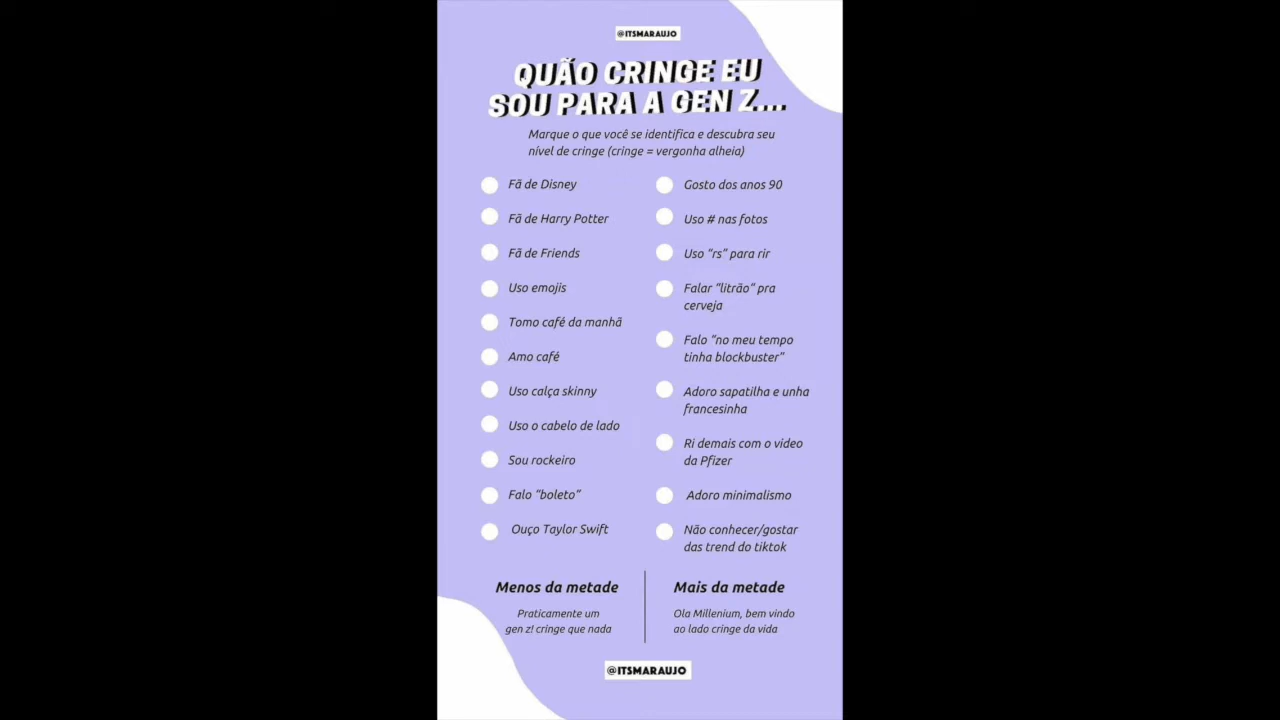 @ITSMARAUJO
QUÃO CRINGE EU
SOU PARA A GEN Z....
Marque o que você se identifica e descubra seu
nível de cringe (cringe = vergonha alheia)
Fã de Disney
Fã de Harry Potter
Fã de Friends
Uso emojis
Tomo café da manhã
Amo café
Uso calça skinny
Uso o cabelo de lado
Sou rockeiro
Falo “boleto”
Ouço Taylor Swift
Gosto dos anos 90
Uso # nas fotos
Uso “rs” para rir
Falar “litrão” pra
cerveja
Falo “no meu tempo
tinha blockbuster”
Adoro sapatilha e unha
francesinha
Ri demais com o vídeo
da Pfizer
Adoro minimalismo
Não conhecer/gostar
das trend do tiktok
Menos da metade
Praticamente um
gen z! cringe que nada
Mais da metade
Ola Millenium, bem vindo
ao lado cringe da vida
@ITSMARAUJO